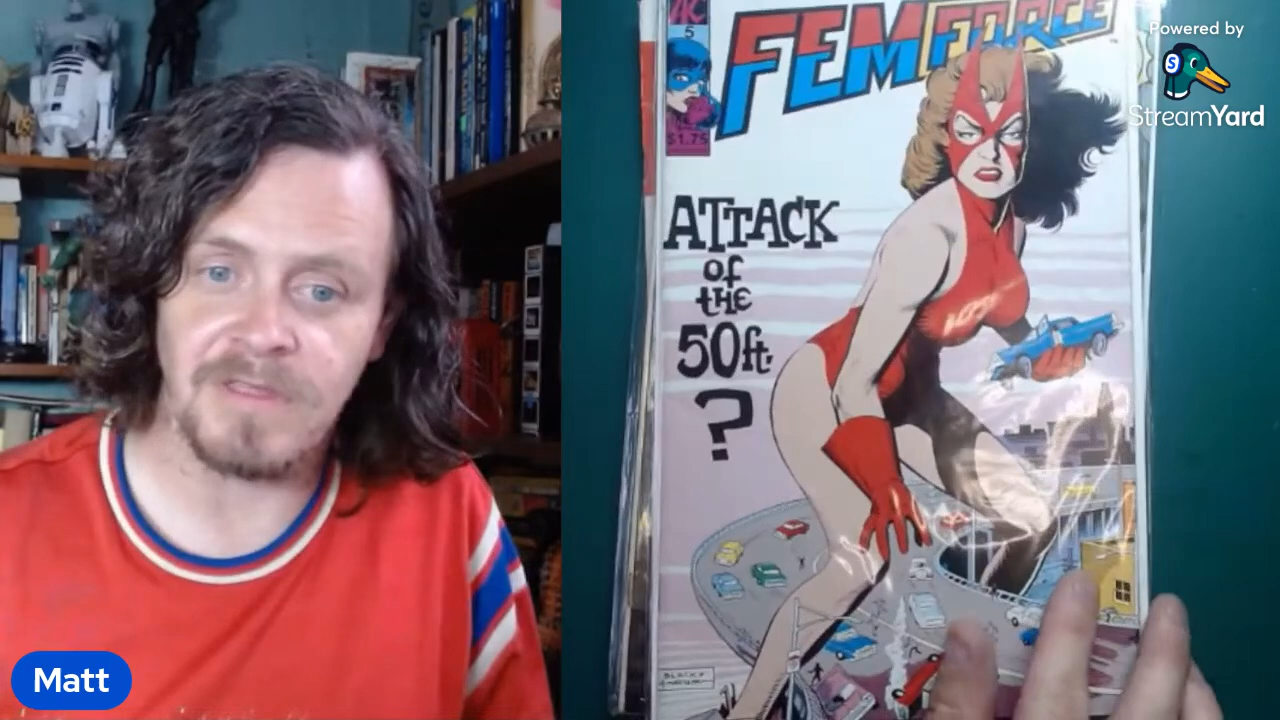 Powered by
StreamYard
AC
5
$1.75
FEMFORCE
ATTACK
of
the
50ft.
?
Matt